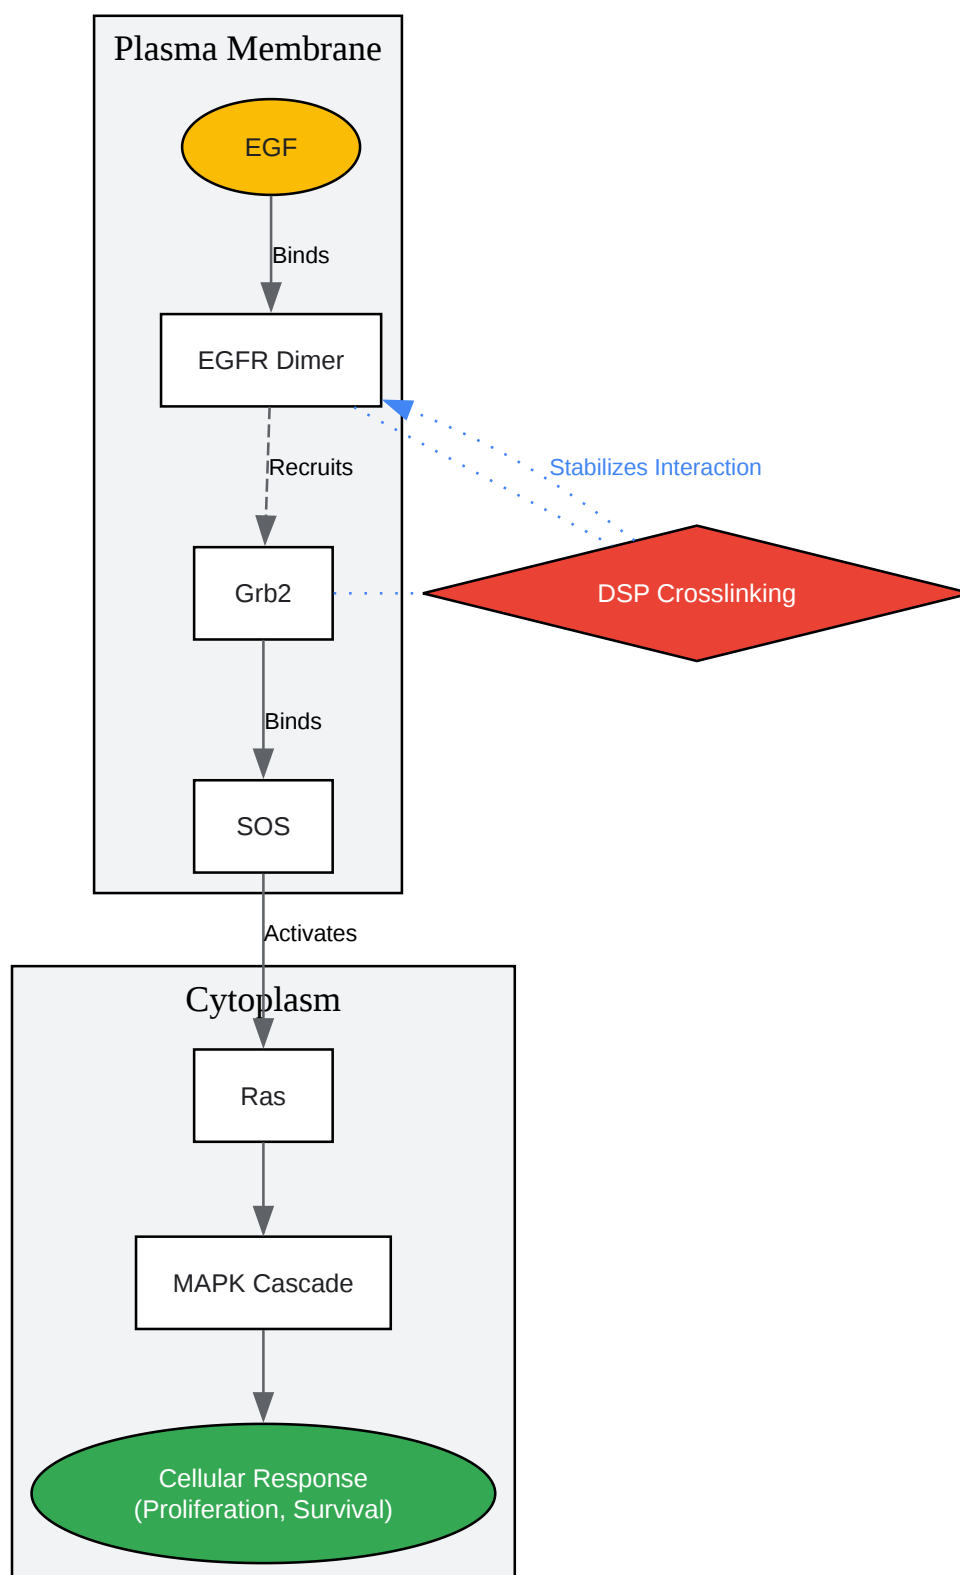 Plasma Membrane
EGF
Binds
EGFR Dimer
Recruits
Stabilizes Interaction
Grb2
DSP Crosslinking
Binds
SOS
Activates
Cytoplasm
Ras
MAPK Cascade
Cellular Response
(Proliferation, Survival)